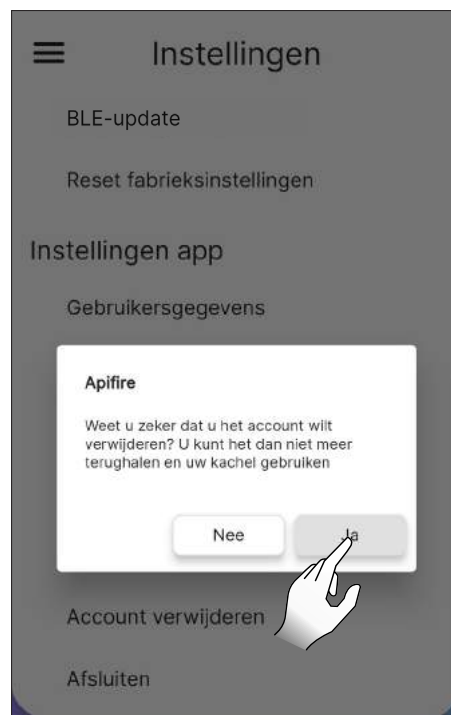 Instellingen
BLE-update
Reset fabrieksinstellingen
Instellingen app
Gebruikersgegevens
Apifire
Weet u zeker dat u het account wilt
verwijderen? U kunt het dan niet meer
terughalen en uw kachel gebruiken
Nee
Ja
Account verwijderen
Afsluiten